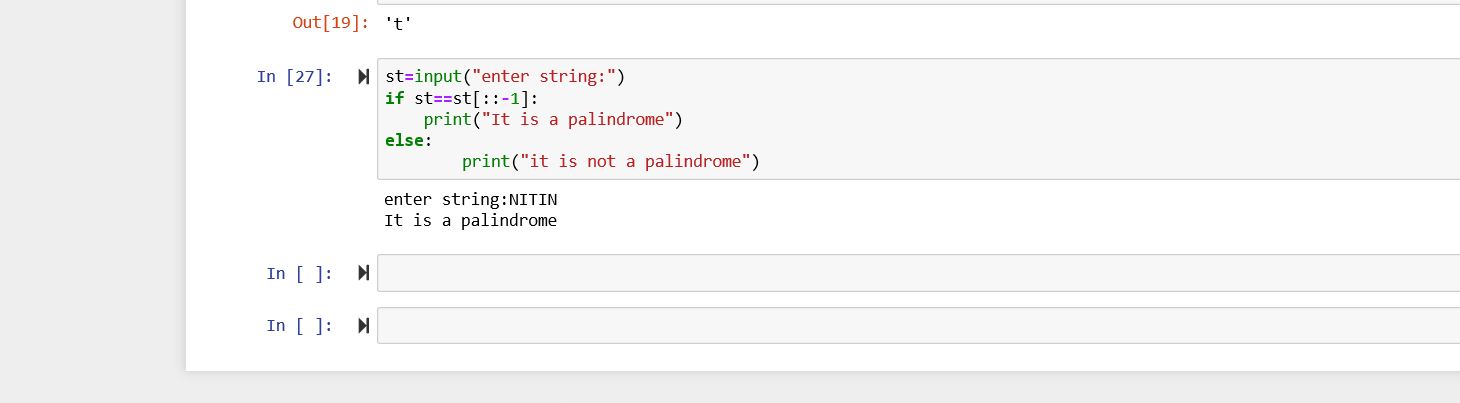 Out[19]: 't'
In [27]: st=input("enter string:")
if st==st[::-1]:
    print("It is a palindrome")
else:
        print("it is not a palindrome")
enter string:NITIN
It is a palindrome
In [ ]:
In [ ]: